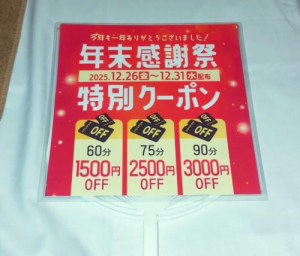 今年も一年ありがとうございました!
年末感謝祭
2025.12.26金〜12.31水配布
特別クーポン
OFF OFF OFF
60分 75分 90分
1500円 2500円 3000円
OFF OFF OFF